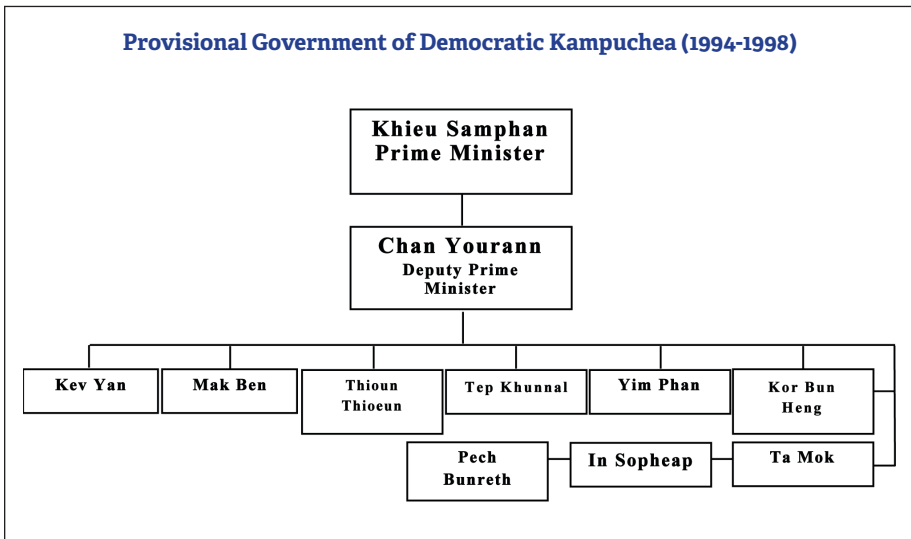 Provisional Government of Democratic Kampuchea (1994-1998)
Khieu Samphan
Prime Minister
Chan Yourann
Deputy Prime
Minister
Kev Yan
Mak Ben
Thioun
Thioeun
Tep Khunnal
Yim Phan
Kor Bun
Heng
Pech
Bunreth
In Sopheap
Ta Mok